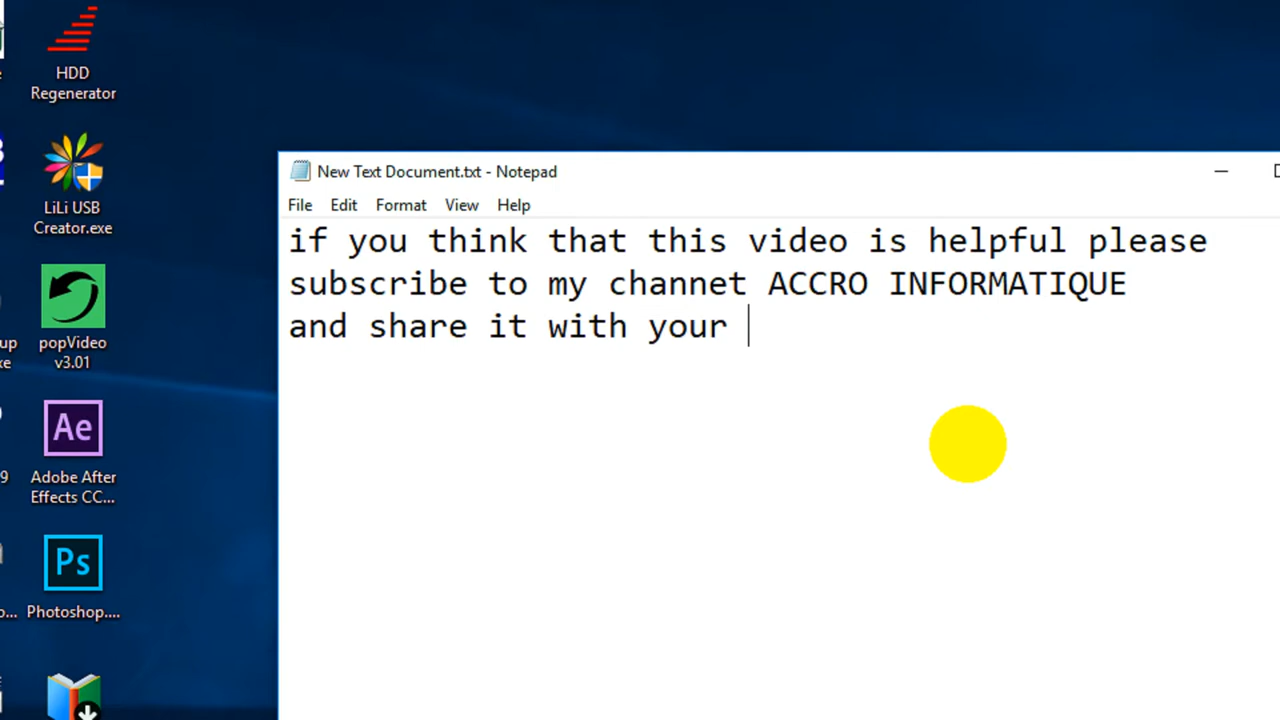 HDD
Regenerator
LiLi USB
Creator.exe
popVideo
v3.01
Ae
Adobe After
Effects CC...
Ps
Photoshop....
New Text Document.txt - Notepad
File Edit Format View Help
if you think that this video is helpful please
subscribe to my channet ACCRO INFORMATIQUE
and share it with your